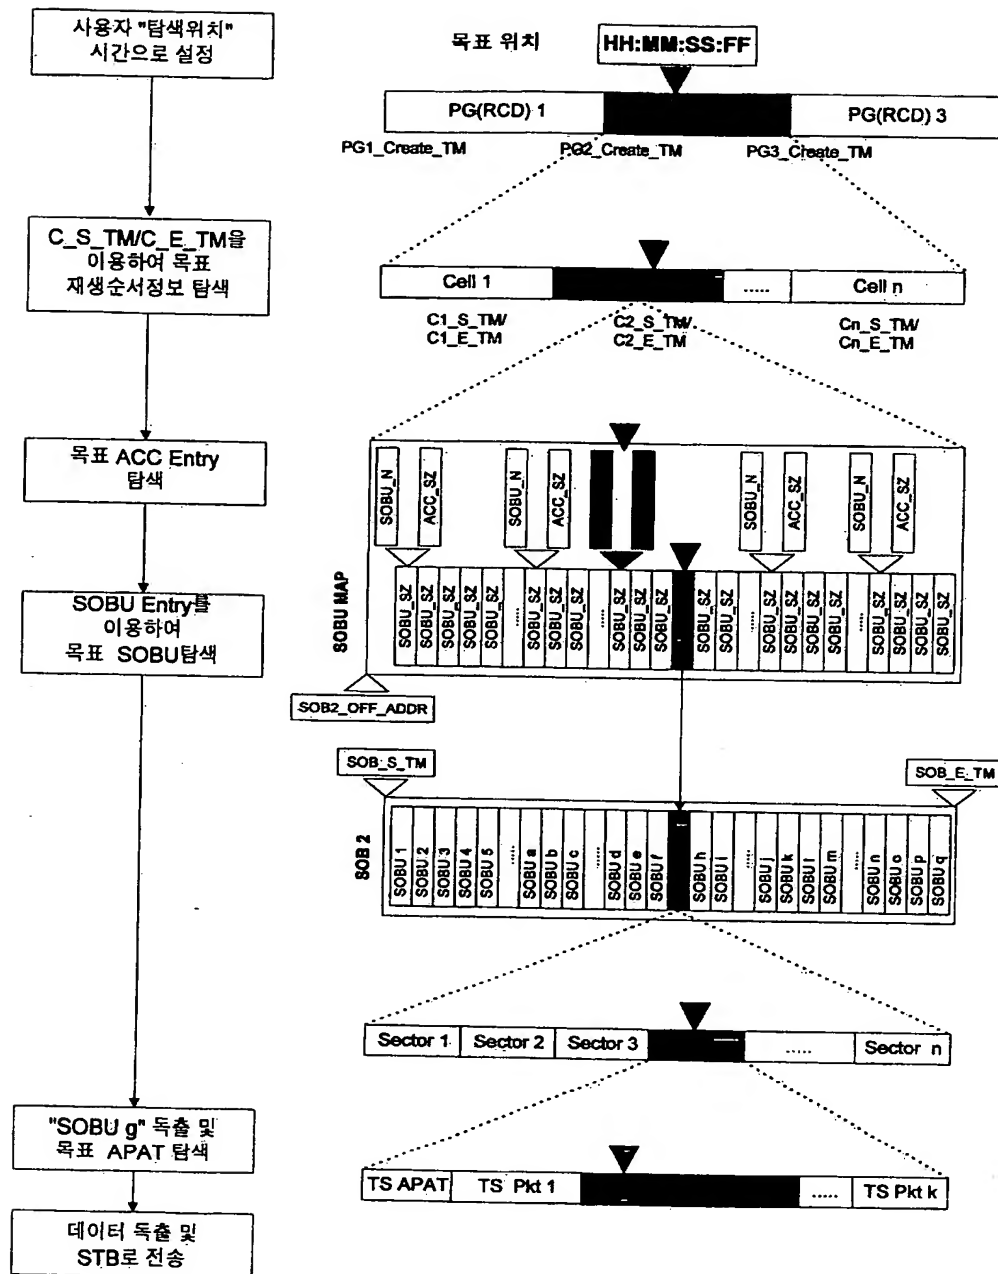 사용자 "탐색위치"
시간으로 설정
C_S_TM/C_E_TM을
이용하여 목표
재생순서정보 탐색
목표 ACC Entry
탐색
SOBU Entry를
이용하여
목표 SOBU탐색
"SOBU g" 독출 및
목표 APAT 탐색
데이터 독출 및
STB로 전송
목표 위치
HH:MM:SS:FF
PG(RCD) 1
PG(RCD) 3
PG1_Create_TM
PG2_Create_TM
PG3_Create_TM
Cell 1
.....
Cell n
C1_S_TM/
C1_E_TM
C2_S_TM/
C2_E_TM
Cn_S_TM/
Cn_E_TM
SOBU MAP
SOBU_N
ACC_SZ
SOBU_N
ACC_SZ
SOBU_N
ACC_SZ
SOBU_N
ACC_SZ
SOBU_SZ
SOBU_SZ
SOBU_SZ
SOBU_SZ
SOBU_SZ
.....
SOBU_SZ
SOBU_SZ
SOBU_SZ
.....
SOBU_SZ
SOBU_SZ
SOBU_SZ
SOBU_SZ
SOBU_SZ
.....
SOBU_SZ
SOBU_SZ
SOBU_SZ
SOBU_SZ
.....
SOBU_SZ
SOBU_SZ
SOBU_SZ
SOBU_SZ
SOB2_OFF_ADDR
SOB_S_TM
SOB_E_TM
SOB 2
SOBU 1
SOBU 2
SOBU 3
SOBU 4
SOBU 5
.....
SOBU a
SOBU b
SOBU c
.....
SOBU d
SOBU e
SOBU f
SOBU h
SOBU i
.....
SOBU j
SOBU k
SOBU l
SOBU m
.....
SOBU n
SOBU o
SOBU p
SOBU q
Sector 1
Sector 2
Sector 3
.....
Sector n
TS APAT
TS Pkt 1
.....
TS Pkt k